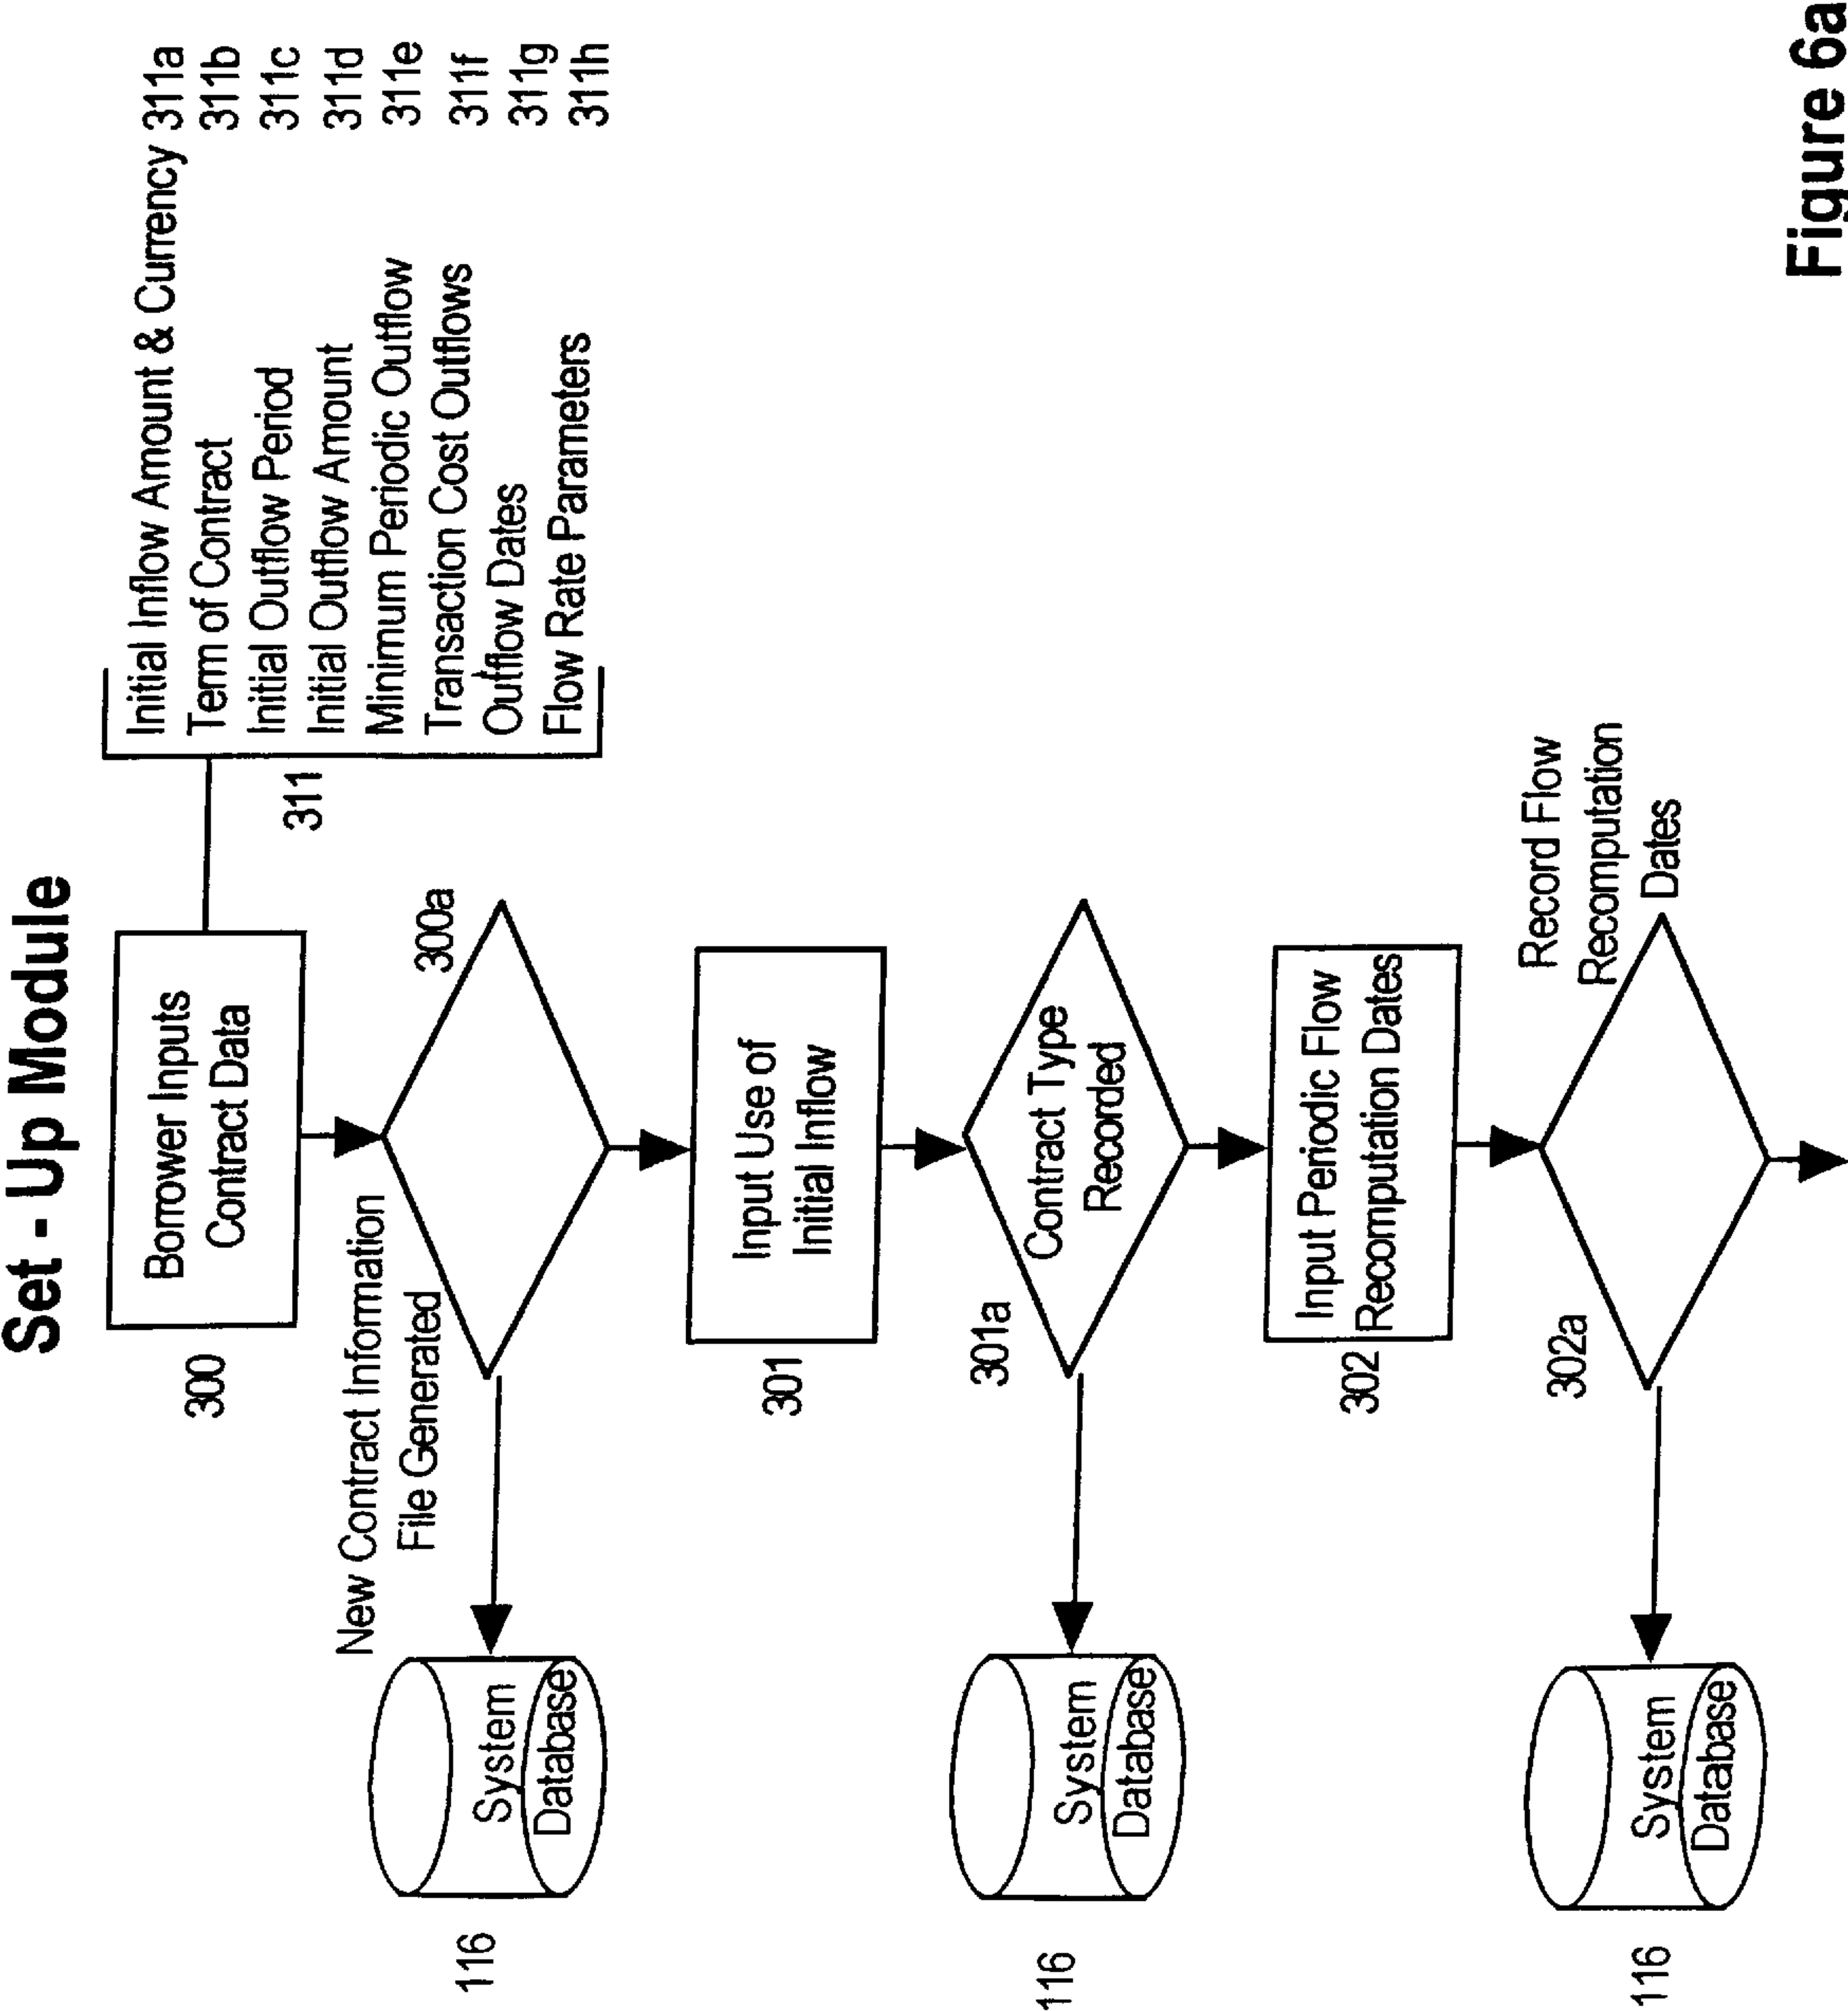 Set - Up Module
Borrower Inputs
Contract Data
300
311
Initial Inflow Amount & Currency 311a
Term of Contract 311b
Initial Outflow Period 311c
Initial Outflow Amount 311d
Minimum Periodic Outflow 311e
Transaction Cost Outflows 311f
Outflow Dates 311g
Flow Rate Parameters 311h
New Contract Information
File Generated
300a
System
Database
116
Input Use of
Initial Inflow
301
301a
Contract Type
Recorded
System
Database
116
Input Periodic Flow
Recomputation Dates
302
Record Flow
Recomputation
Dates
302a
System
Database
116
Figure 6a